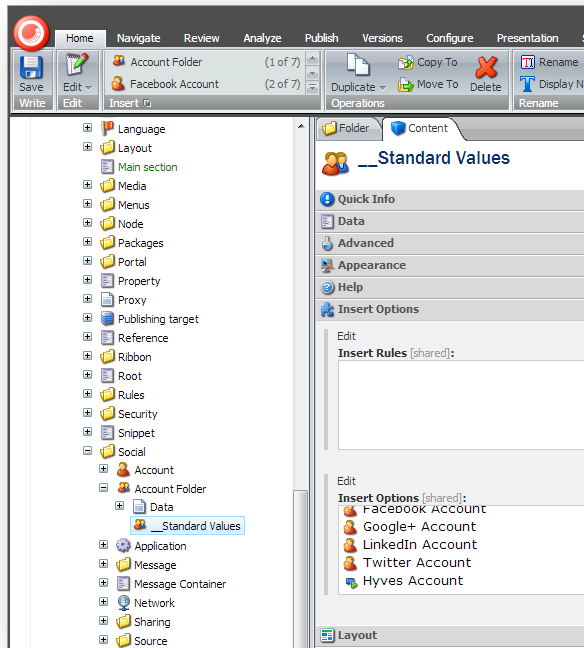 Home Navigate Review Analyze Publish Versions Configure Presentation
Save
Write
Edit
Edit
Account Folder (1 of 7)
Facebook Account (2 of 7)
Insert
Duplicate
Copy To
Move To
Delete
Operations
Rename
Display N
Rename
Language
Layout
Main section
Media
Menus
Node
Packages
Portal
Property
Proxy
Publishing target
Reference
Ribbon
Root
Rules
Security
Snippet
Social
Account
Account Folder
Data
__Standard Values
Application
Message
Message Container
Network
Sharing
Source
Folder Content
__Standard Values
Quick Info
Data
Advanced
Appearance
Help
Insert Options
Edit
Insert Rules [shared]:
Edit
Insert Options [shared]:
Facebook Account
Google+ Account
LinkedIn Account
Twitter Account
Hyves Account
Layout